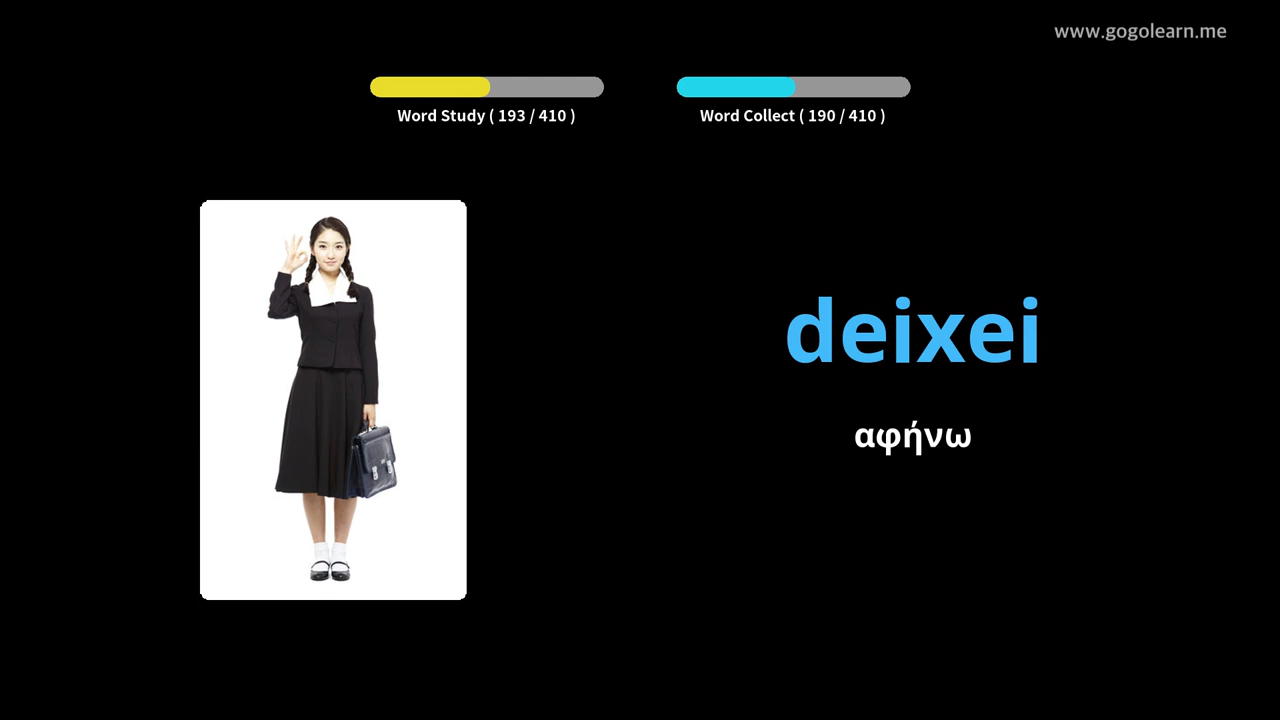 www.gogolearn.me
Word Study ( 193 / 410 )
Word Collect ( 190 / 410 )
deixei
αφήνω